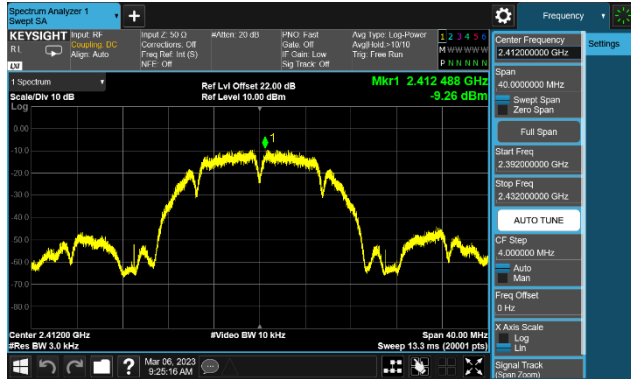 Spectrum Analyzer 1
Swept SA
Frequency
KEYSIGHT
Input: RF
Coupling: DC
Align: Auto
Input Z: 50 Ω
Corrections: Off
Freq Ref: Int (S)
NFE: Off
#Atten: 20 dB
PNO: Fast
Gate: Off
IF Gain: Low
Sig Track: Off
Avg Type: Log-Power
Avg|Hold:>10/10
Trig: Free Run
1 2 3 4 5 6
M W W W W W
P N N N N N
RL
LXI
Center Frequency
2.412000000 GHz
Settings
Span
40.0000000 MHz
Swept Span
Zero Span
Full Span
Start Freq
2.392000000 GHz
Stop Freq
2.432000000 GHz
AUTO TUNE
CF Step
4.000000 MHz
Auto
Man
Freq Offset
0 Hz
X Axis Scale
Log
Lin
Signal Track
(Span Zoom)
1 Spectrum
Scale/Div 10 dB
Log
Ref Lvl Offset 22.00 dB
Ref Level 10.00 dBm
Mkr1 2.412 488 GHz
-9.26 dBm
1
0.00
-10.0
-20.0
-30.0
-40.0
-50.0
-60.0
-70.0
-80.0
Center 2.41200 GHz
#Res BW 3.0 kHz
#Video BW 10 kHz
Span 40.00 MHz
Sweep 13.3 ms (20001 pts)
?
Mar 06, 2023
9:25:16 AM